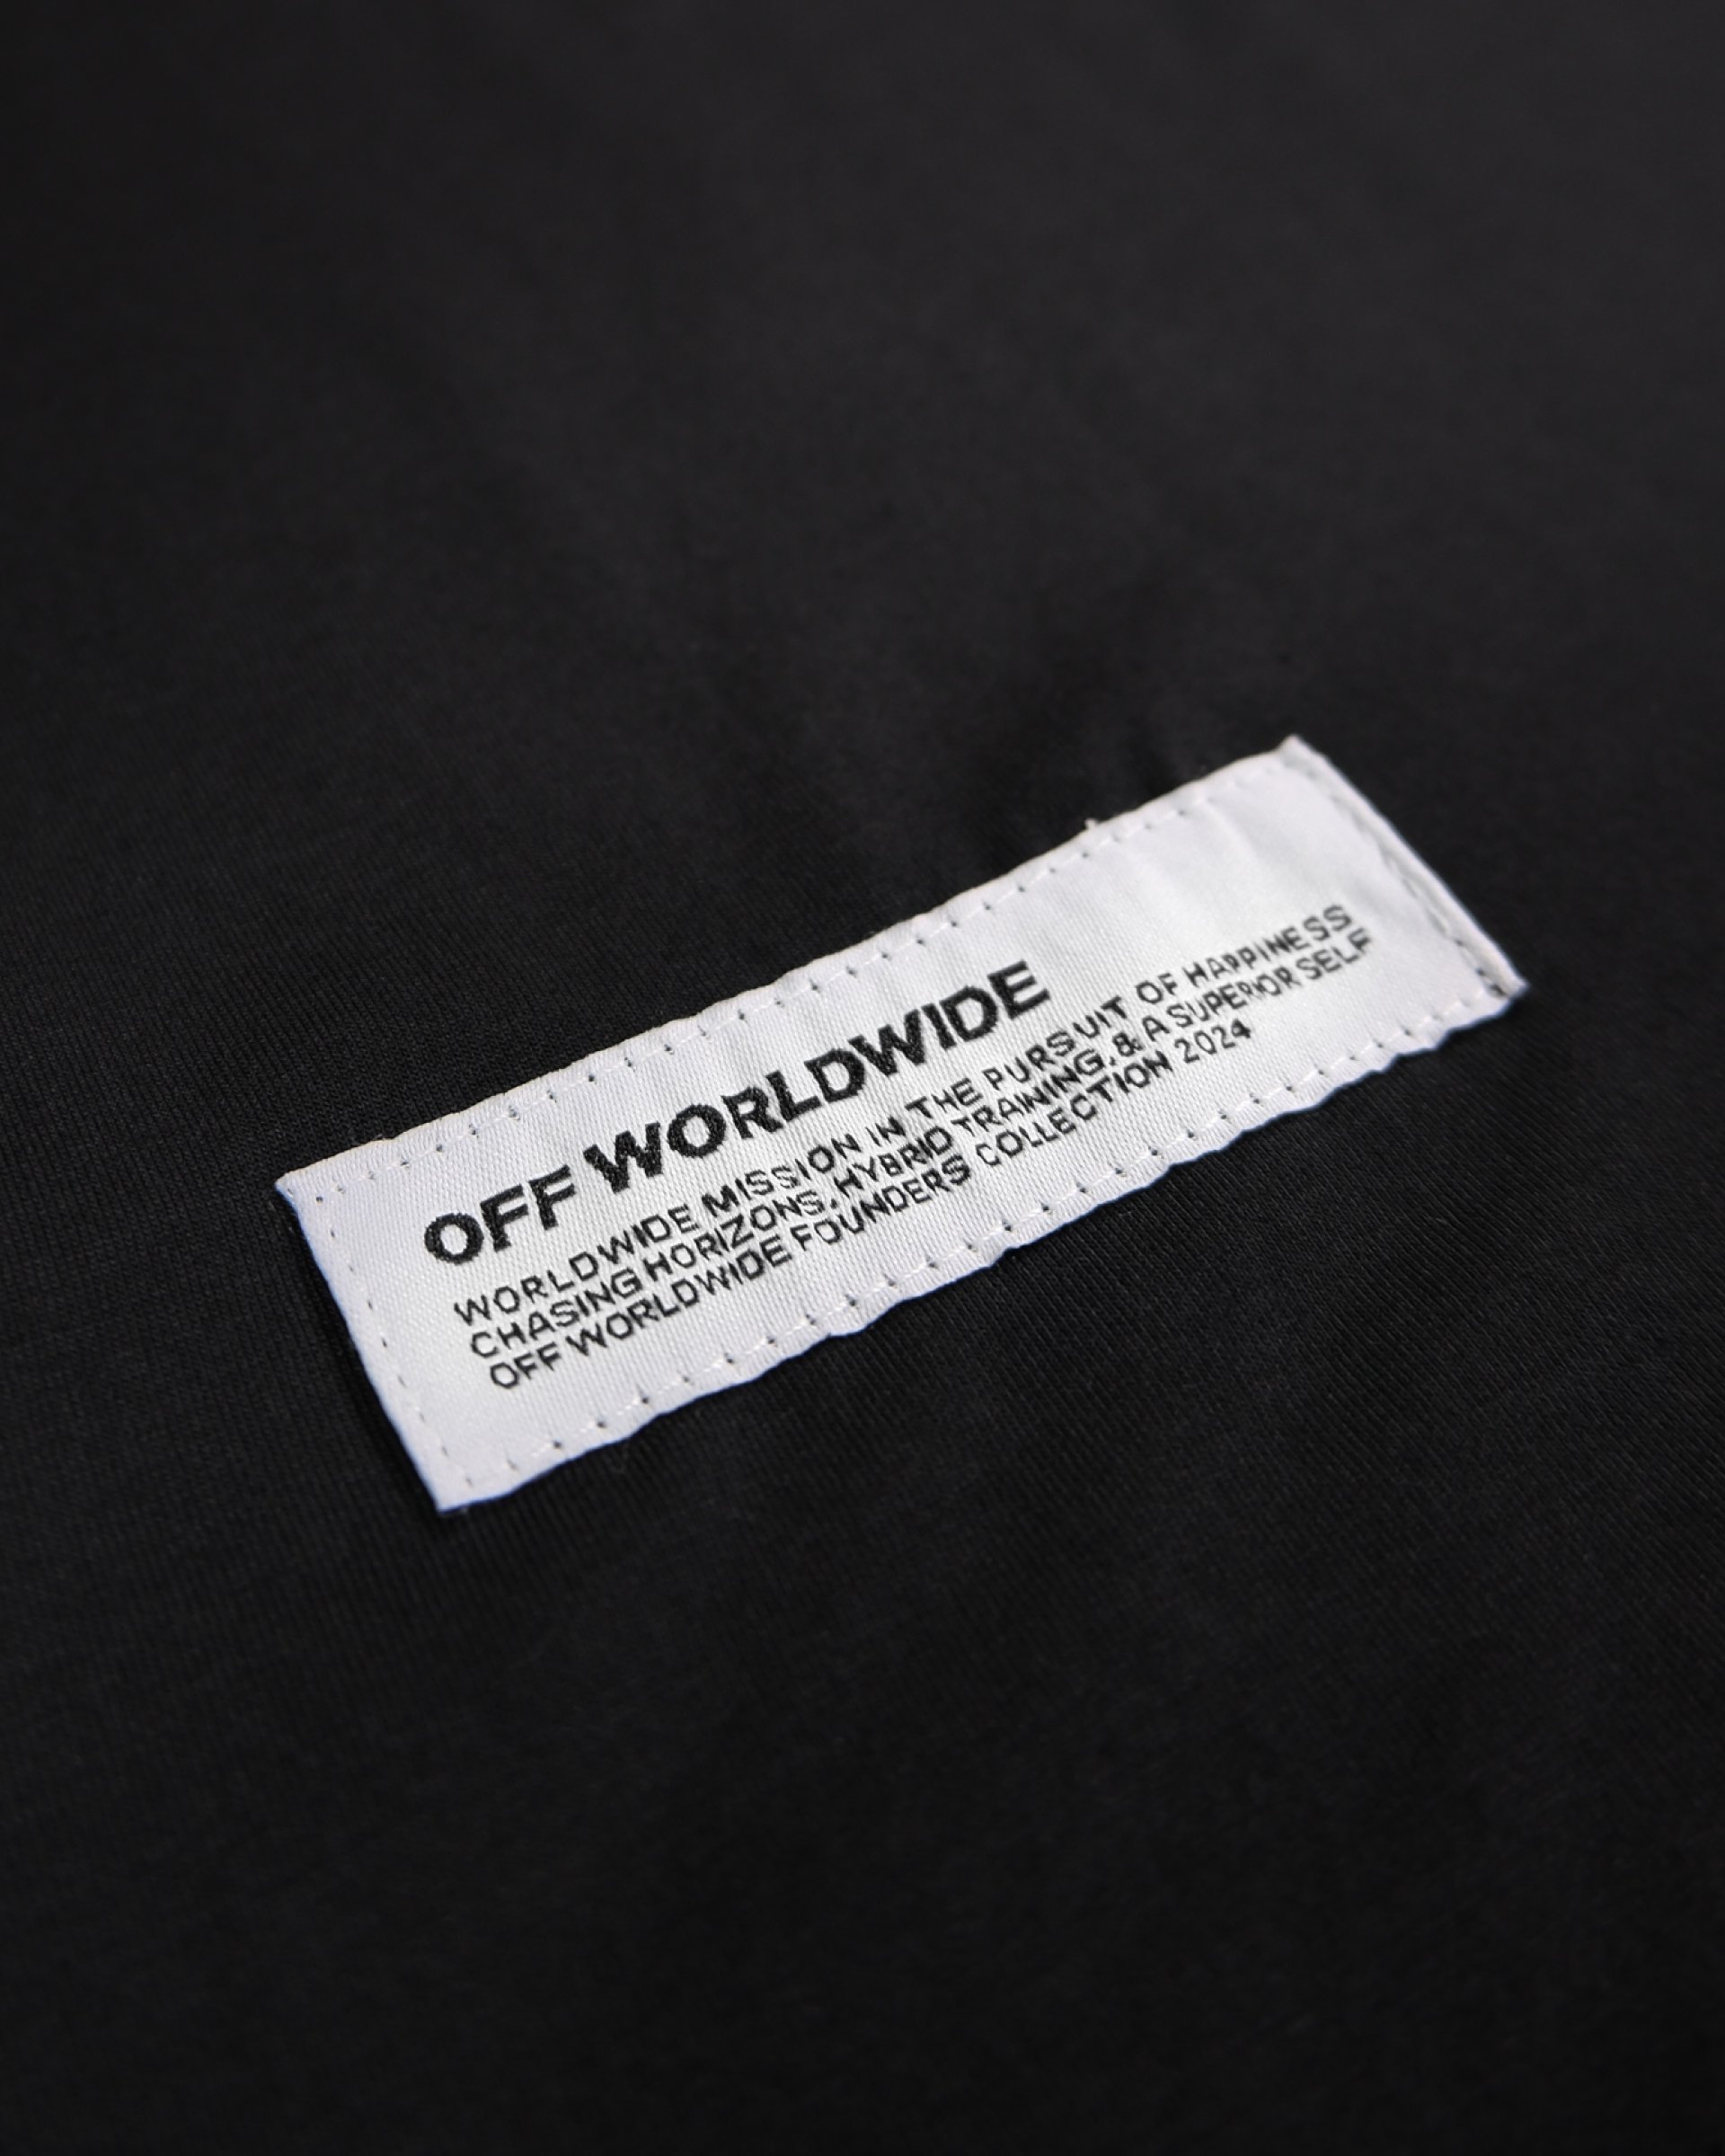 OFF WORLDWIDE
WORLDWIDE MISSION IN THE PURSUIT OF HAPPINESS
CHASING HORIZONS, HYBRID TRAINING, & A SUPERIOR SELF
OFF WORLDWIDE FOUNDERS COLLECTION 2024